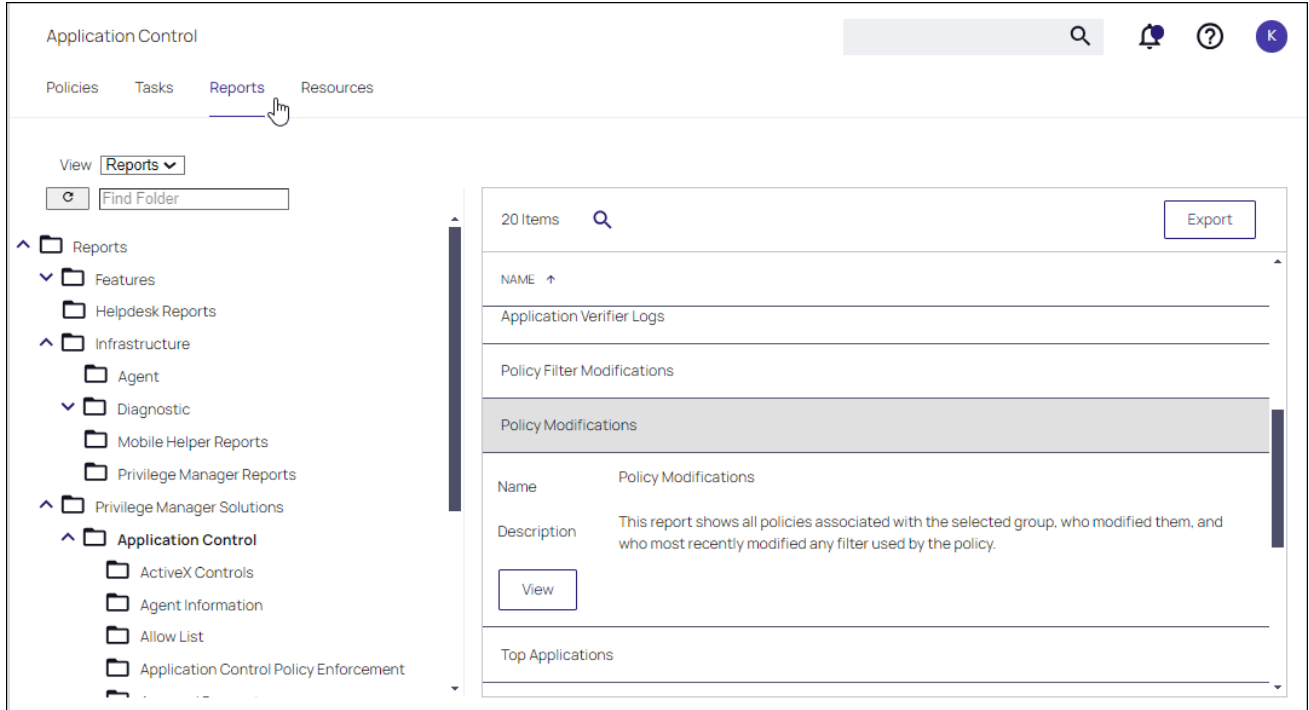 Application Control
K
Policies Tasks Reports Resources
View Reports
Find Folder
Reports
Features
Helpdesk Reports
Infrastructure
Agent
Diagnostic
Mobile Helper Reports
Privilege Manager Reports
Privilege Manager Solutions
Application Control
ActiveX Controls
Agent Information
Allow List
Application Control Policy Enforcement
20 Items
Export
NAME
Application Verifier Logs
Policy Filter Modifications
Policy Modifications
Name Policy Modifications
Description This report shows all policies associated with the selected group, who modified them, and
who most recently modified any filter used by the policy.
View
Top Applications